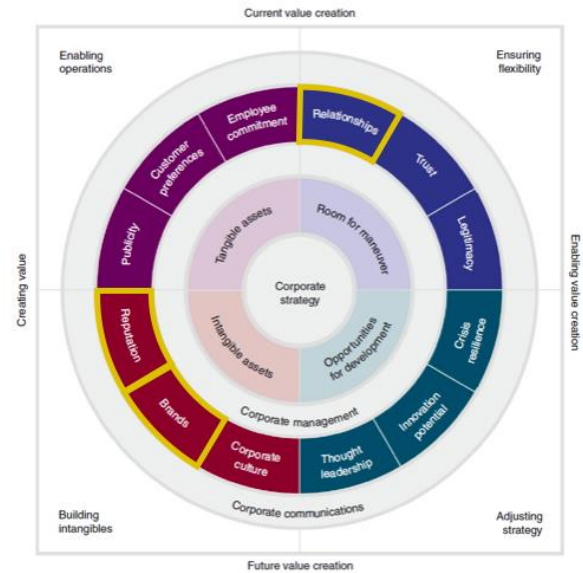 Current value creation
Enabling
operations
Ensuring
flexibility
Employee
commitment
Relationships
Customer
preferences
Trust
Publicity
Legitimacy
Tangible assets
Room for maneuver
Creating value
Corporate
strategy
Enabling value creation
Reputation
Intangible assets
Opportunities
for development
Crisis
resilience
Brands
Corporate management
Innovation
potential
Corporate
culture
Thought
leadership
Corporate communications
Building
intangibles
Adjusting
strategy
Future value creation